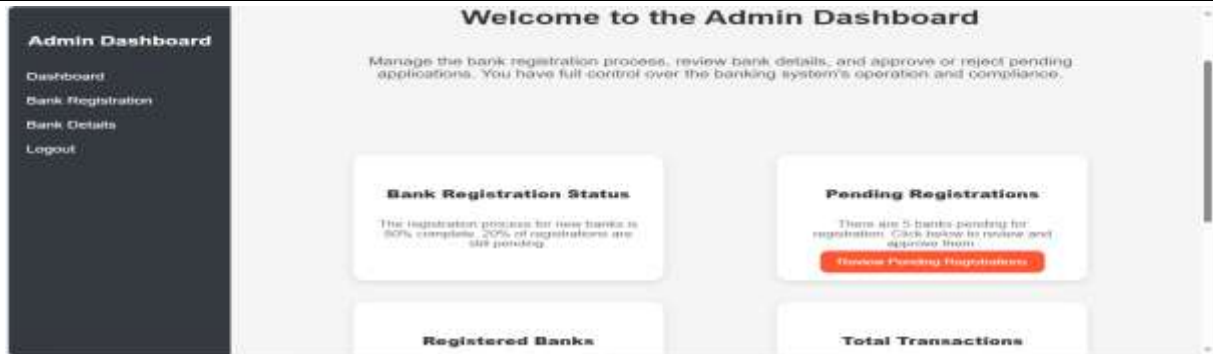 Admin Dashboard
Dashboard
Bank Registration
Bank Details
Logout
Welcome to the Admin Dashboard
Manage the bank registration process, review bank details, and approve or reject pending
applications. You have full control over the banking system's operation and compliance.
Bank Registration Status
The registration process for new banks is
80% complete. 20% of registrations are
still pending.
Pending Registrations
There are 5 banks pending for
registration. Click below to review and
approve them.
Review Pending Registrations
Registered Banks
Total Transactions